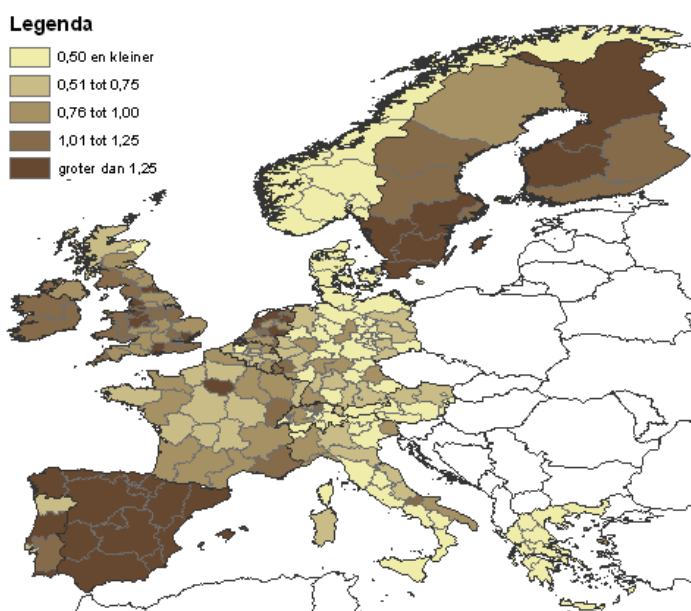 Legenda
0,50 en kleiner
0,51 tot 0,75
0,76 tot 1,00
1,01 tot 1,25
groter dan 1,25